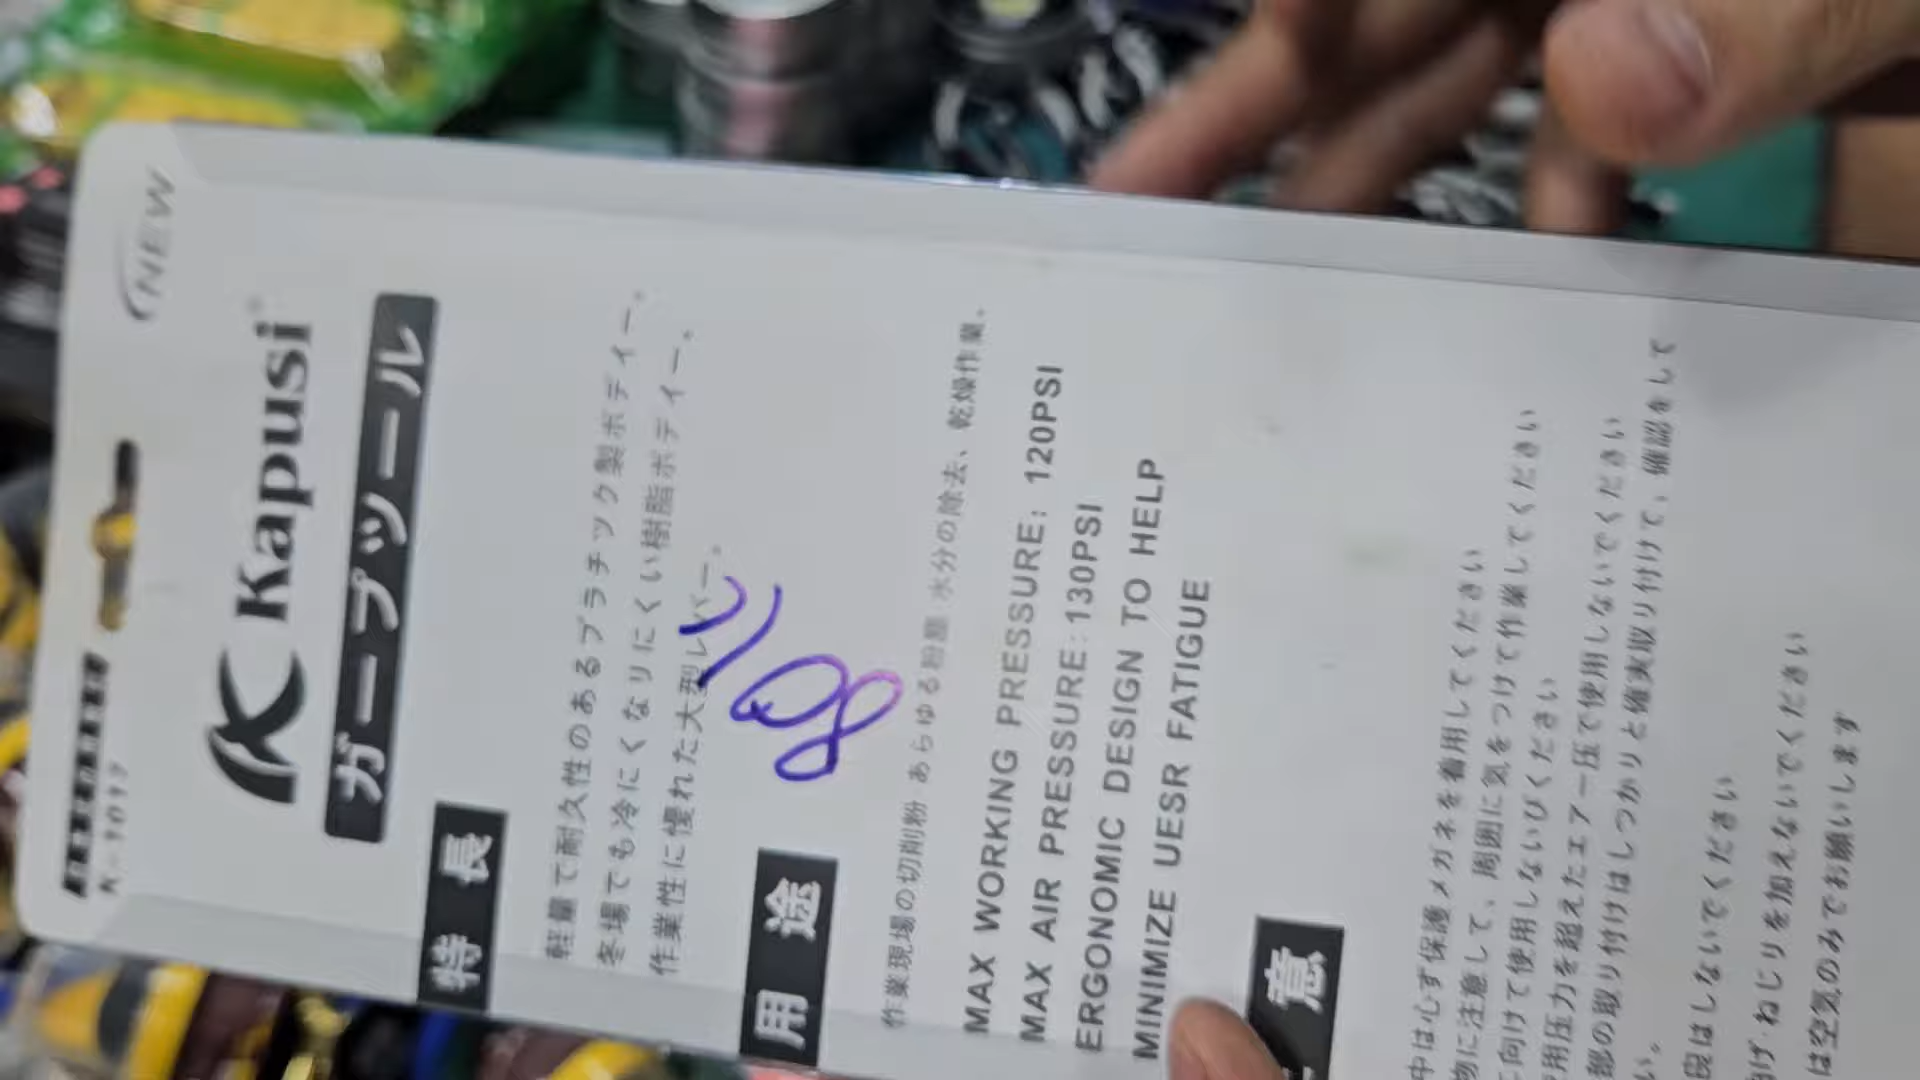 NEW
K-1017
Kapusi
ガープツール
特長
軽量で耐久性のあるプラチック製ボディー。
冬場でも冷にくなリにくい樹脂ボディー。
作業性に優れた大型レバー。
用途
作業現場の切削粉 あらゆる粉塵 水分の除去、乾燥作業、
MAX WORKING PRESSURE: 120PSI
MAX AIR PRESSURE: 130PSI
ERGONOMIC DESIGN TO HELP
MINIMIZE UESR FATIGUE
意
中は心ず保護メガネを着用してください
物に注意して、周囲に気をつけて作業してください
に向けて使用しないびください
用圧力を超えたエアー圧で使用しないでください
部の取り付けはしつかりと確実取り付けて、確認をして
い。
良はしないでください
げねじりを加えないでください
は空気のみでお願いします